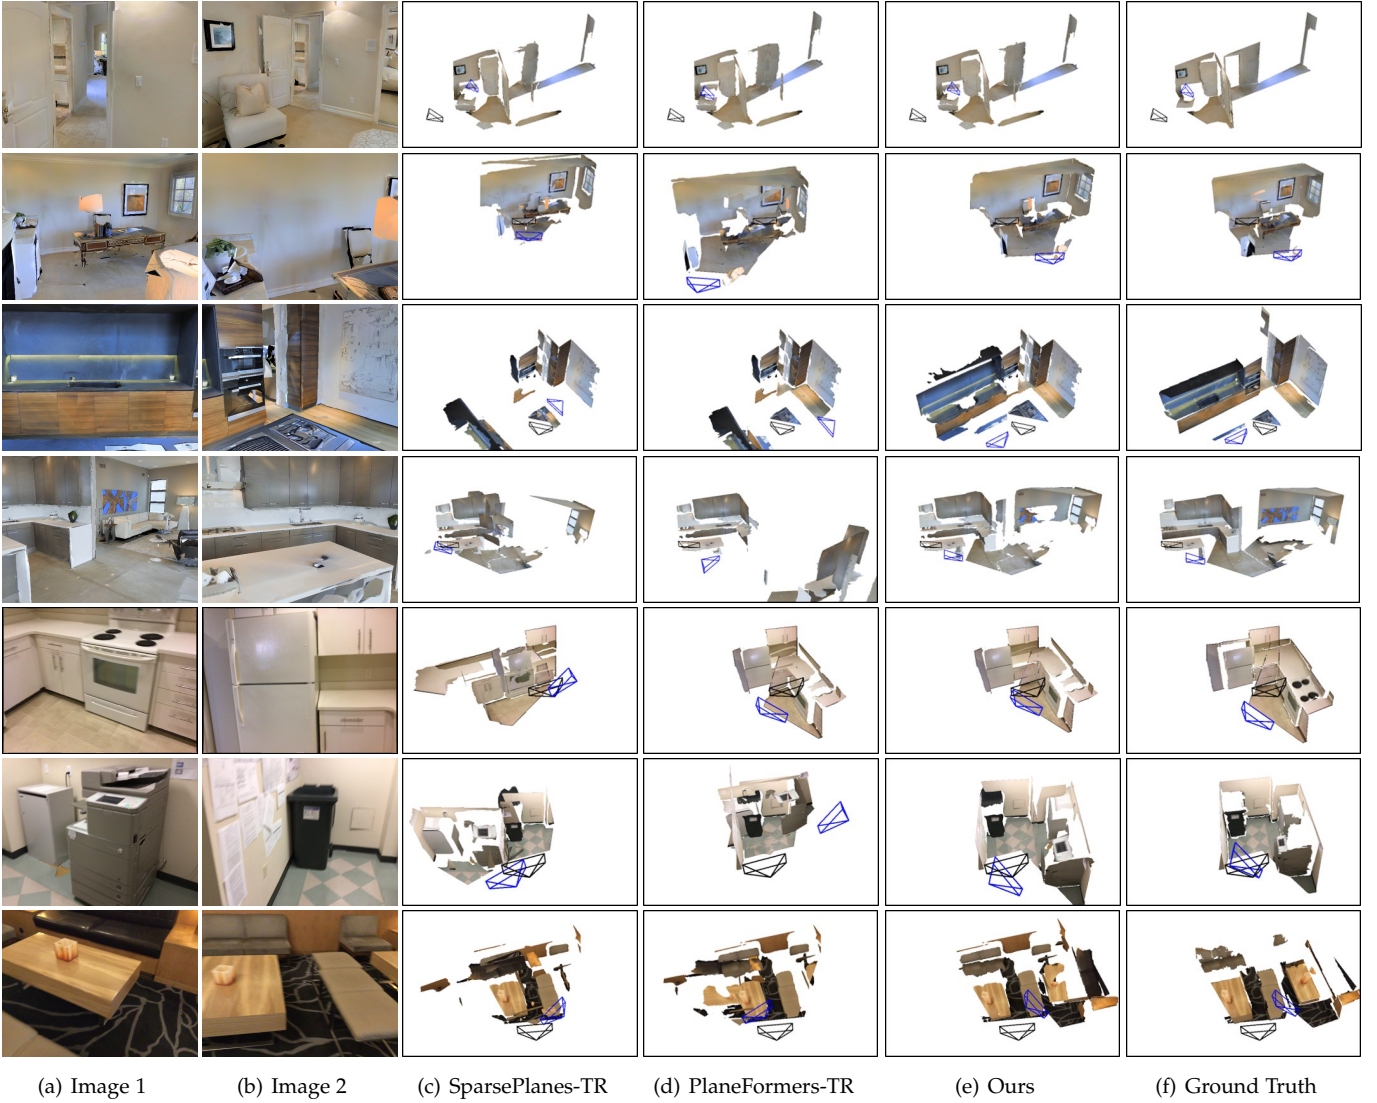 (a) Image 1
(b) Image 2
(c) SparsePlanes-TR
(d) PlaneFormers-TR
(e) Ours
(f) Ground Truth